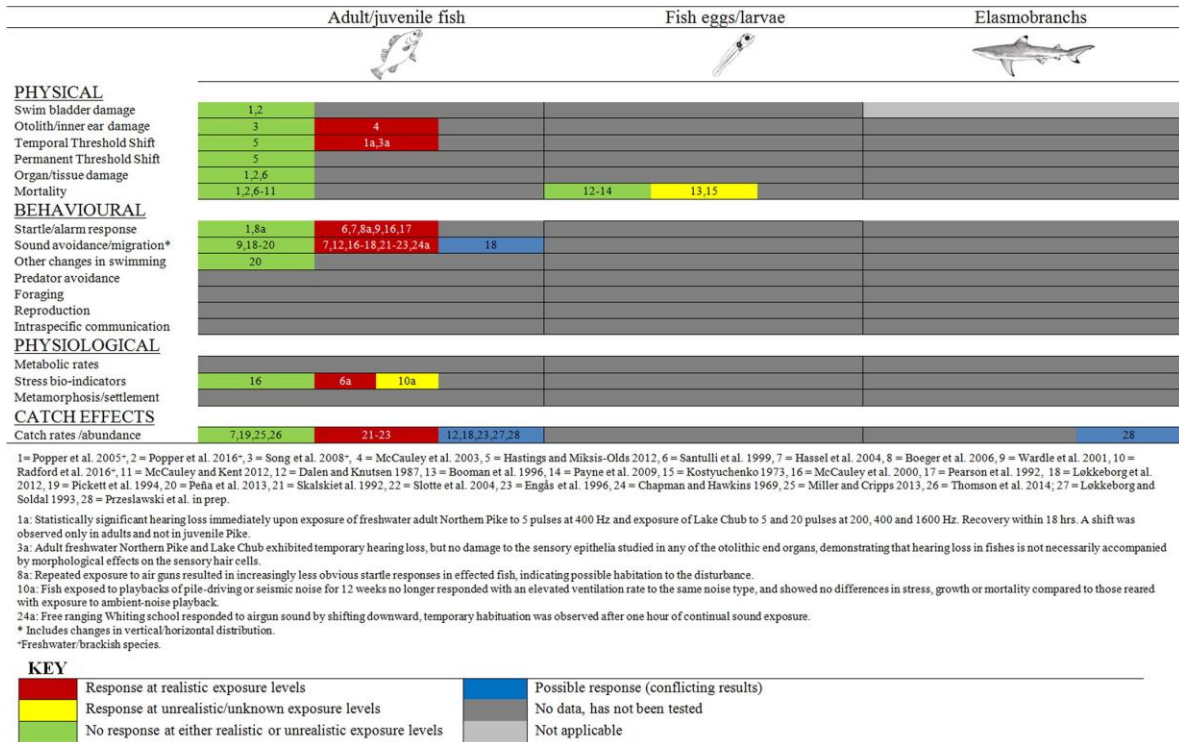 Adult/juvenile fish Fish eggs/larvae Elasmobranchs
PHYSICAL
Swim bladder damage 1,2
Otolith/inner ear damage 3 4
Temporal Threshold Shift 5 1a,3a
Permanent Threshold Shift 5
Organ/tissue damage 1,2,6
Mortality 1,2,6-11 12-14 13,15
BEHAVIOURAL
Startle/alarm response 1,8a 6,7,8a,9,16,17
Sound avoidance/migration* 9,18-20 7,12,16-18,21-23,24a 18
Other changes in swimming 20
Predator avoidance
Foraging
Reproduction
Intraspecific communication
PHYSIOLOGICAL
Metabolic rates
Stress bio-indicators 16 6a 10a
Metamorphosis/settlement
CATCH EFFECTS
Catch rates /abundance 7,19,25,26 21-23 12,18,23,27,28 28
1= Popper et al. 2005⁺, 2 = Popper et al. 2016⁺, 3 = Song et al. 2008⁺, 4 = McCauley et al. 2003, 5 = Hastings and Miksis-Olds 2012, 6 = Santulli et al. 1999, 7 = Hassel et al. 2004, 8 = Boeger et al. 2006, 9 = Wardle et al. 2001, 10 =
Radford et al. 2016⁺, 11 = McCauley and Kent 2012, 12 = Dalen and Knutsen 1987, 13 = Booman et al. 1996, 14 = Payne et al. 2009, 15 = Kostyuchenko 1973, 16 = McCauley et al. 2000, 17 = Pearson et al. 1992, 18 = Løkkeborg et al.
2012, 19 = Pickett et al. 1994, 20 = Peña et al. 2013, 21 = Skalskiet al. 1992, 22 = Slotte et al. 2004, 23 = Engås et al. 1996, 24 = Chapman and Hawkins 1969, 25 = Miller and Cripps 2013, 26 = Thomson et al. 2014; 27 = Løkkeborg and
Soldal 1993, 28 = Przeslawski et al. in prep.
1a: Statistically significant hearing loss immediately upon exposure of freshwater adult Northern Pike to 5 pulses at 400 Hz and exposure of Lake Chub to 5 and 20 pulses at 200, 400 and 1600 Hz. Recovery within 18 hrs. A shift was
observed only in adults and not in juvenile Pike.
3a: Adult freshwater Northern Pike and Lake Chub exhibited temporary hearing loss, but no damage to the sensory epithelia studied in any of the otolithic end organs, demonstrating that hearing loss in fishes is not necessarily accompanied
by morphological effects on the sensory hair cells.
8a: Repeated exposure to air guns resulted in increasingly less obvious startle responses in effected fish, indicating possible habitation to the disturbance.
10a: Fish exposed to playbacks of pile-driving or seismic noise for 12 weeks no longer responded with an elevated ventilation rate to the same noise type, and showed no differences in stress, growth or mortality compared to those reared
with exposure to ambient-noise playback.
24a: Free ranging Whiting school responded to airgun sound by shifting downward, temporary habituation was observed after one hour of continual sound exposure.
* Includes changes in vertical/horizontal distribution.
⁺Freshwater/brackish species.
KEY
Response at realistic exposure levels Possible response (conflicting results)
Response at unrealistic/unknown exposure levels No data, has not been tested
No response at either realistic or unrealistic exposure levels Not applicable